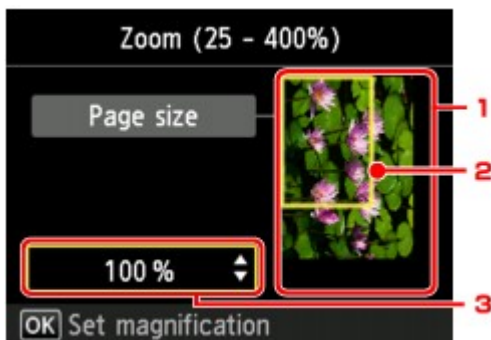 Zoom (25 - 400%)
Page size
1
2
100 %
3
OK Set magnification